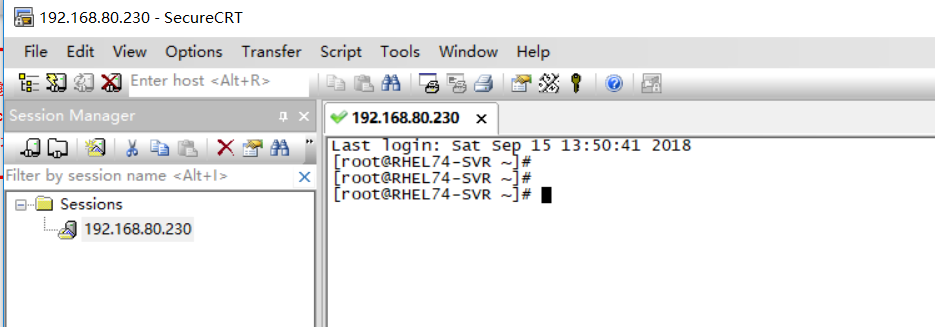 192.168.80.230 - SecureCRT
File Edit View Options Transfer Script Tools Window Help
Enter host <Alt+R>
Session Manager
192.168.80.230
Filter by session name <Alt+I>
Sessions
192.168.80.230
Last login: Sat Sep 15 13:50:41 2018
[root@RHEL74-SVR ~]#
[root@RHEL74-SVR ~]#
[root@RHEL74-SVR ~]#